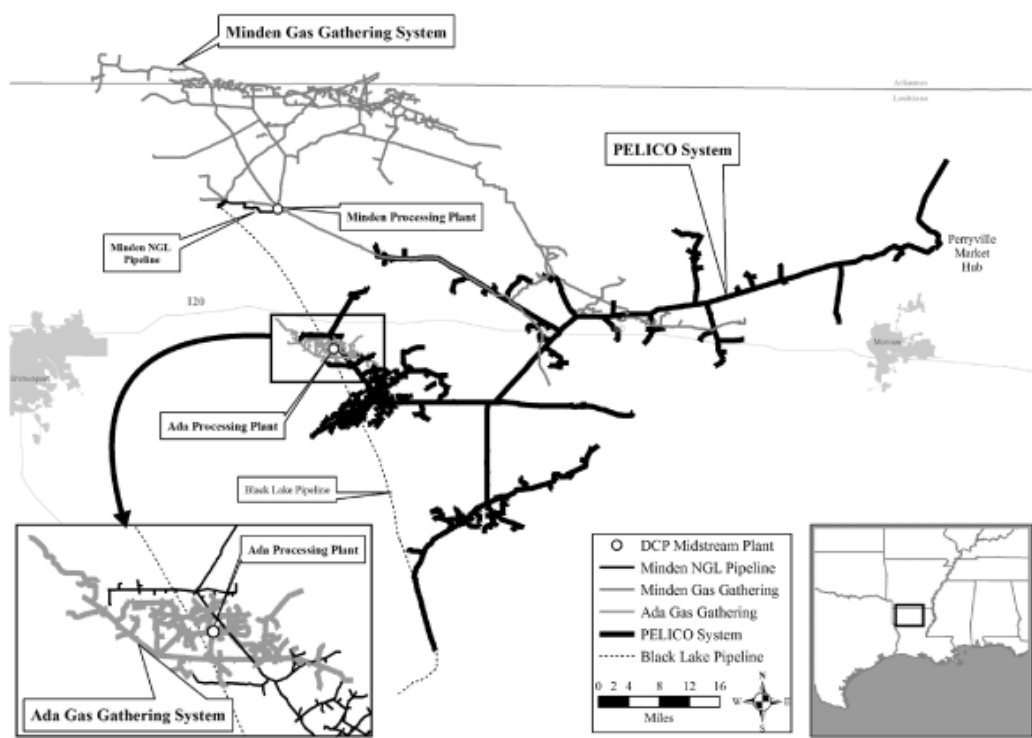 Minden Gas Gathering System
Arkansas
Louisiana
PELICO System
Minden Processing Plant
Minden NGL
Pipeline
Perryville
Market
Hub
I20
Monroe
Shreveport
Ada Processing Plant
Black Lake Pipeline
Ada Processing Plant
Ada Gas Gathering System
DCP Midstream Plant
Minden NGL Pipeline
Minden Gas Gathering
Ada Gas Gathering
PELICO System
Black Lake Pipeline
0 2 4 8 12 16
Miles
N
W E
S